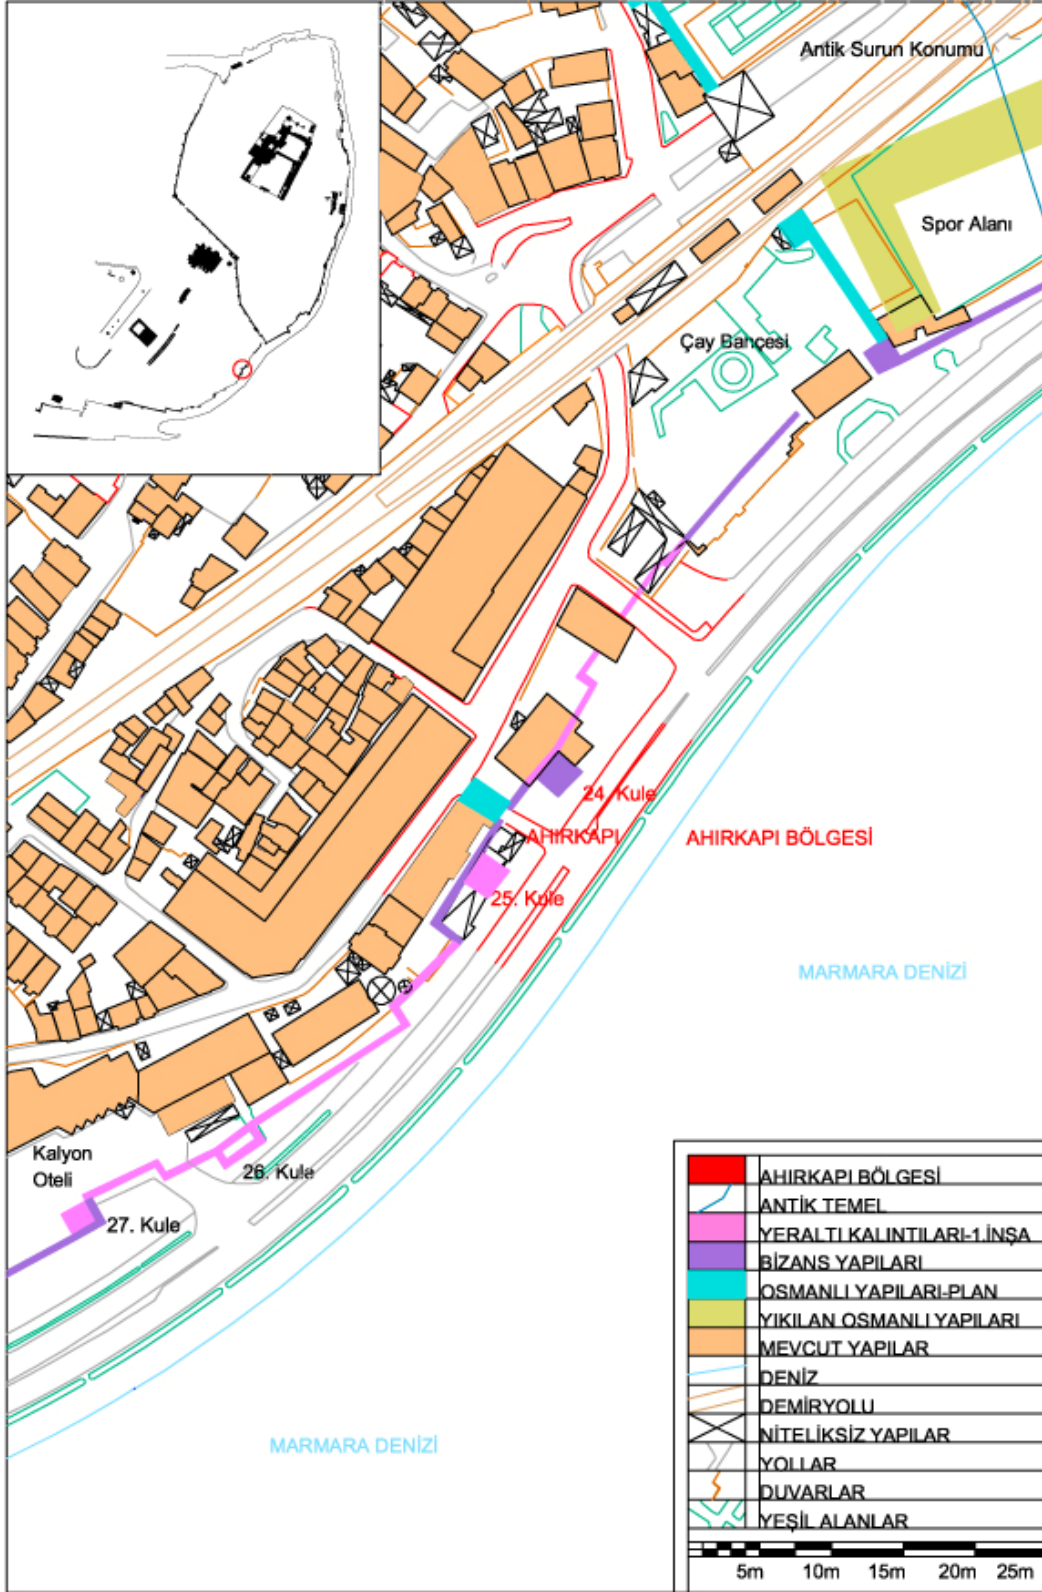 Antik Surun Konumu
Spor Alanı
Çay Bahçesi
24. Kule
AHIRKAPI
AHIRKAPI BÖLGESİ
25. Kule
MARMARA DENİZİ
Kalyon
Oteli
26. Kule
27. Kule
MARMARA DENİZİ
AHIRKAPI BÖLGESİ
ANTİK TEMEL
YERALTI KALINTILARI-1.İNŞA
BİZANS YAPILARI
OSMANLI YAPILARI-PLAN
YIKILAN OSMANLI YAPILARI
MEVCUT YAPILAR
DENİZ
DEMİRYOLU
NİTELİKSİZ YAPILAR
YOLLAR
DUVARLAR
YEŞİL ALANLAR
5m 10m 15m 20m 25m